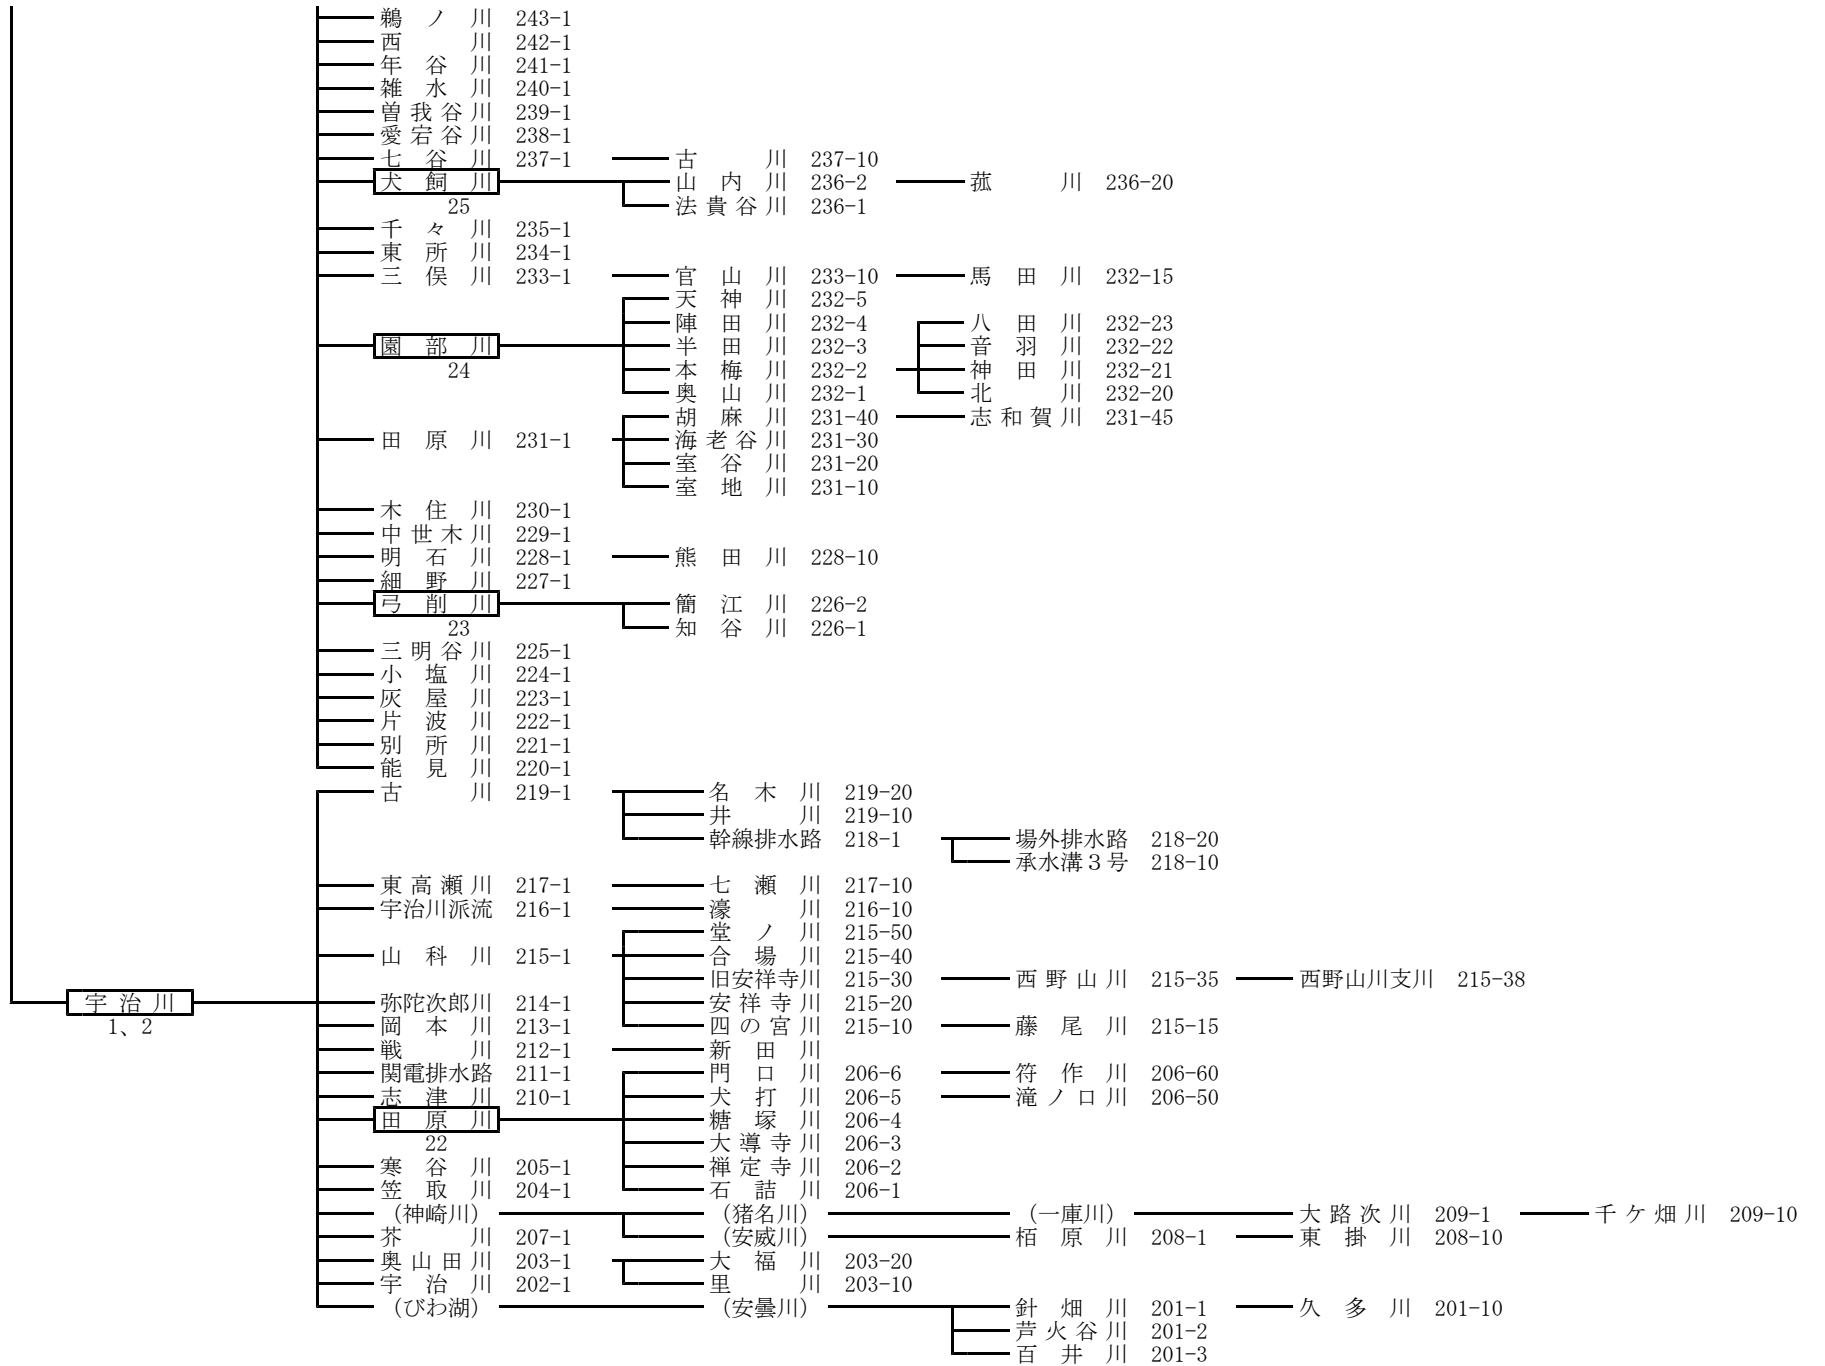 鵜ノ川 243-1
西川 242-1
年谷川 241-1
雑水川 240-1
曽我谷川 239-1
愛宕谷川 238-1
七谷川 237-1 古川 237-10
犬飼川 山内川 236-2 菰川 236-20
25 法貴谷川 236-1
千々川 235-1
東所川 234-1
三俣川 233-1 官山川 233-10 馬田川 232-15
天神川 232-5
陣田川 232-4 八田川 232-23
園部川 半田川 232-3 音羽川 232-22
24 本梅川 232-2 神田川 232-21
奥山川 232-1 北川 232-20
胡麻川 231-40 志和賀川 231-45
田原川 231-1 海老谷川 231-30
室谷川 231-20
室地川 231-10
木住川 230-1
中世木川 229-1
明石川 228-1 熊田川 228-10
細野川 227-1
弓削川 簡江川 226-2
23 知谷川 226-1
三明谷川 225-1
小塩川 224-1
灰屋川 223-1
片波川 222-1
別所川 221-1
能見川 220-1
古川 219-1 名木川 219-20
井川 219-10
幹線排水路 218-1 場外排水路 218-20
承水溝３号 218-10
東高瀬川 217-1 七瀬川 217-10
宇治川派流 216-1 濠川 216-10
堂ノ川 215-50
山科川 215-1 合場川 215-40
旧安祥寺川 215-30 西野山川 215-35 西野山川支川 215-38
宇治川 弥陀次郎川 214-1 安祥寺川 215-20
1、2 岡本川 213-1 四の宮川 215-10 藤尾川 215-15
戦川 212-1 新田川
関電排水路 211-1 門口川 206-6 符作川 206-60
志津川 210-1 犬打川 206-5 滝ノ口川 206-50
田原川 糖塚川 206-4
22 大導寺川 206-3
寒谷川 205-1 禅定寺川 206-2
笠取川 204-1 石詰川 206-1
（神崎川） （猪名川） （一庫川） 大路次川 209-1 千ケ畑川 209-10
芥川 207-1 （安威川） 栢原川 208-1 東掛川 208-10
奥山田川 203-1 大福川 203-20
宇治川 202-1 里川 203-10
（びわ湖） （安曇川） 針畑川 201-1 久多川 201-10
芦火谷川 201-2
百井川 201-3